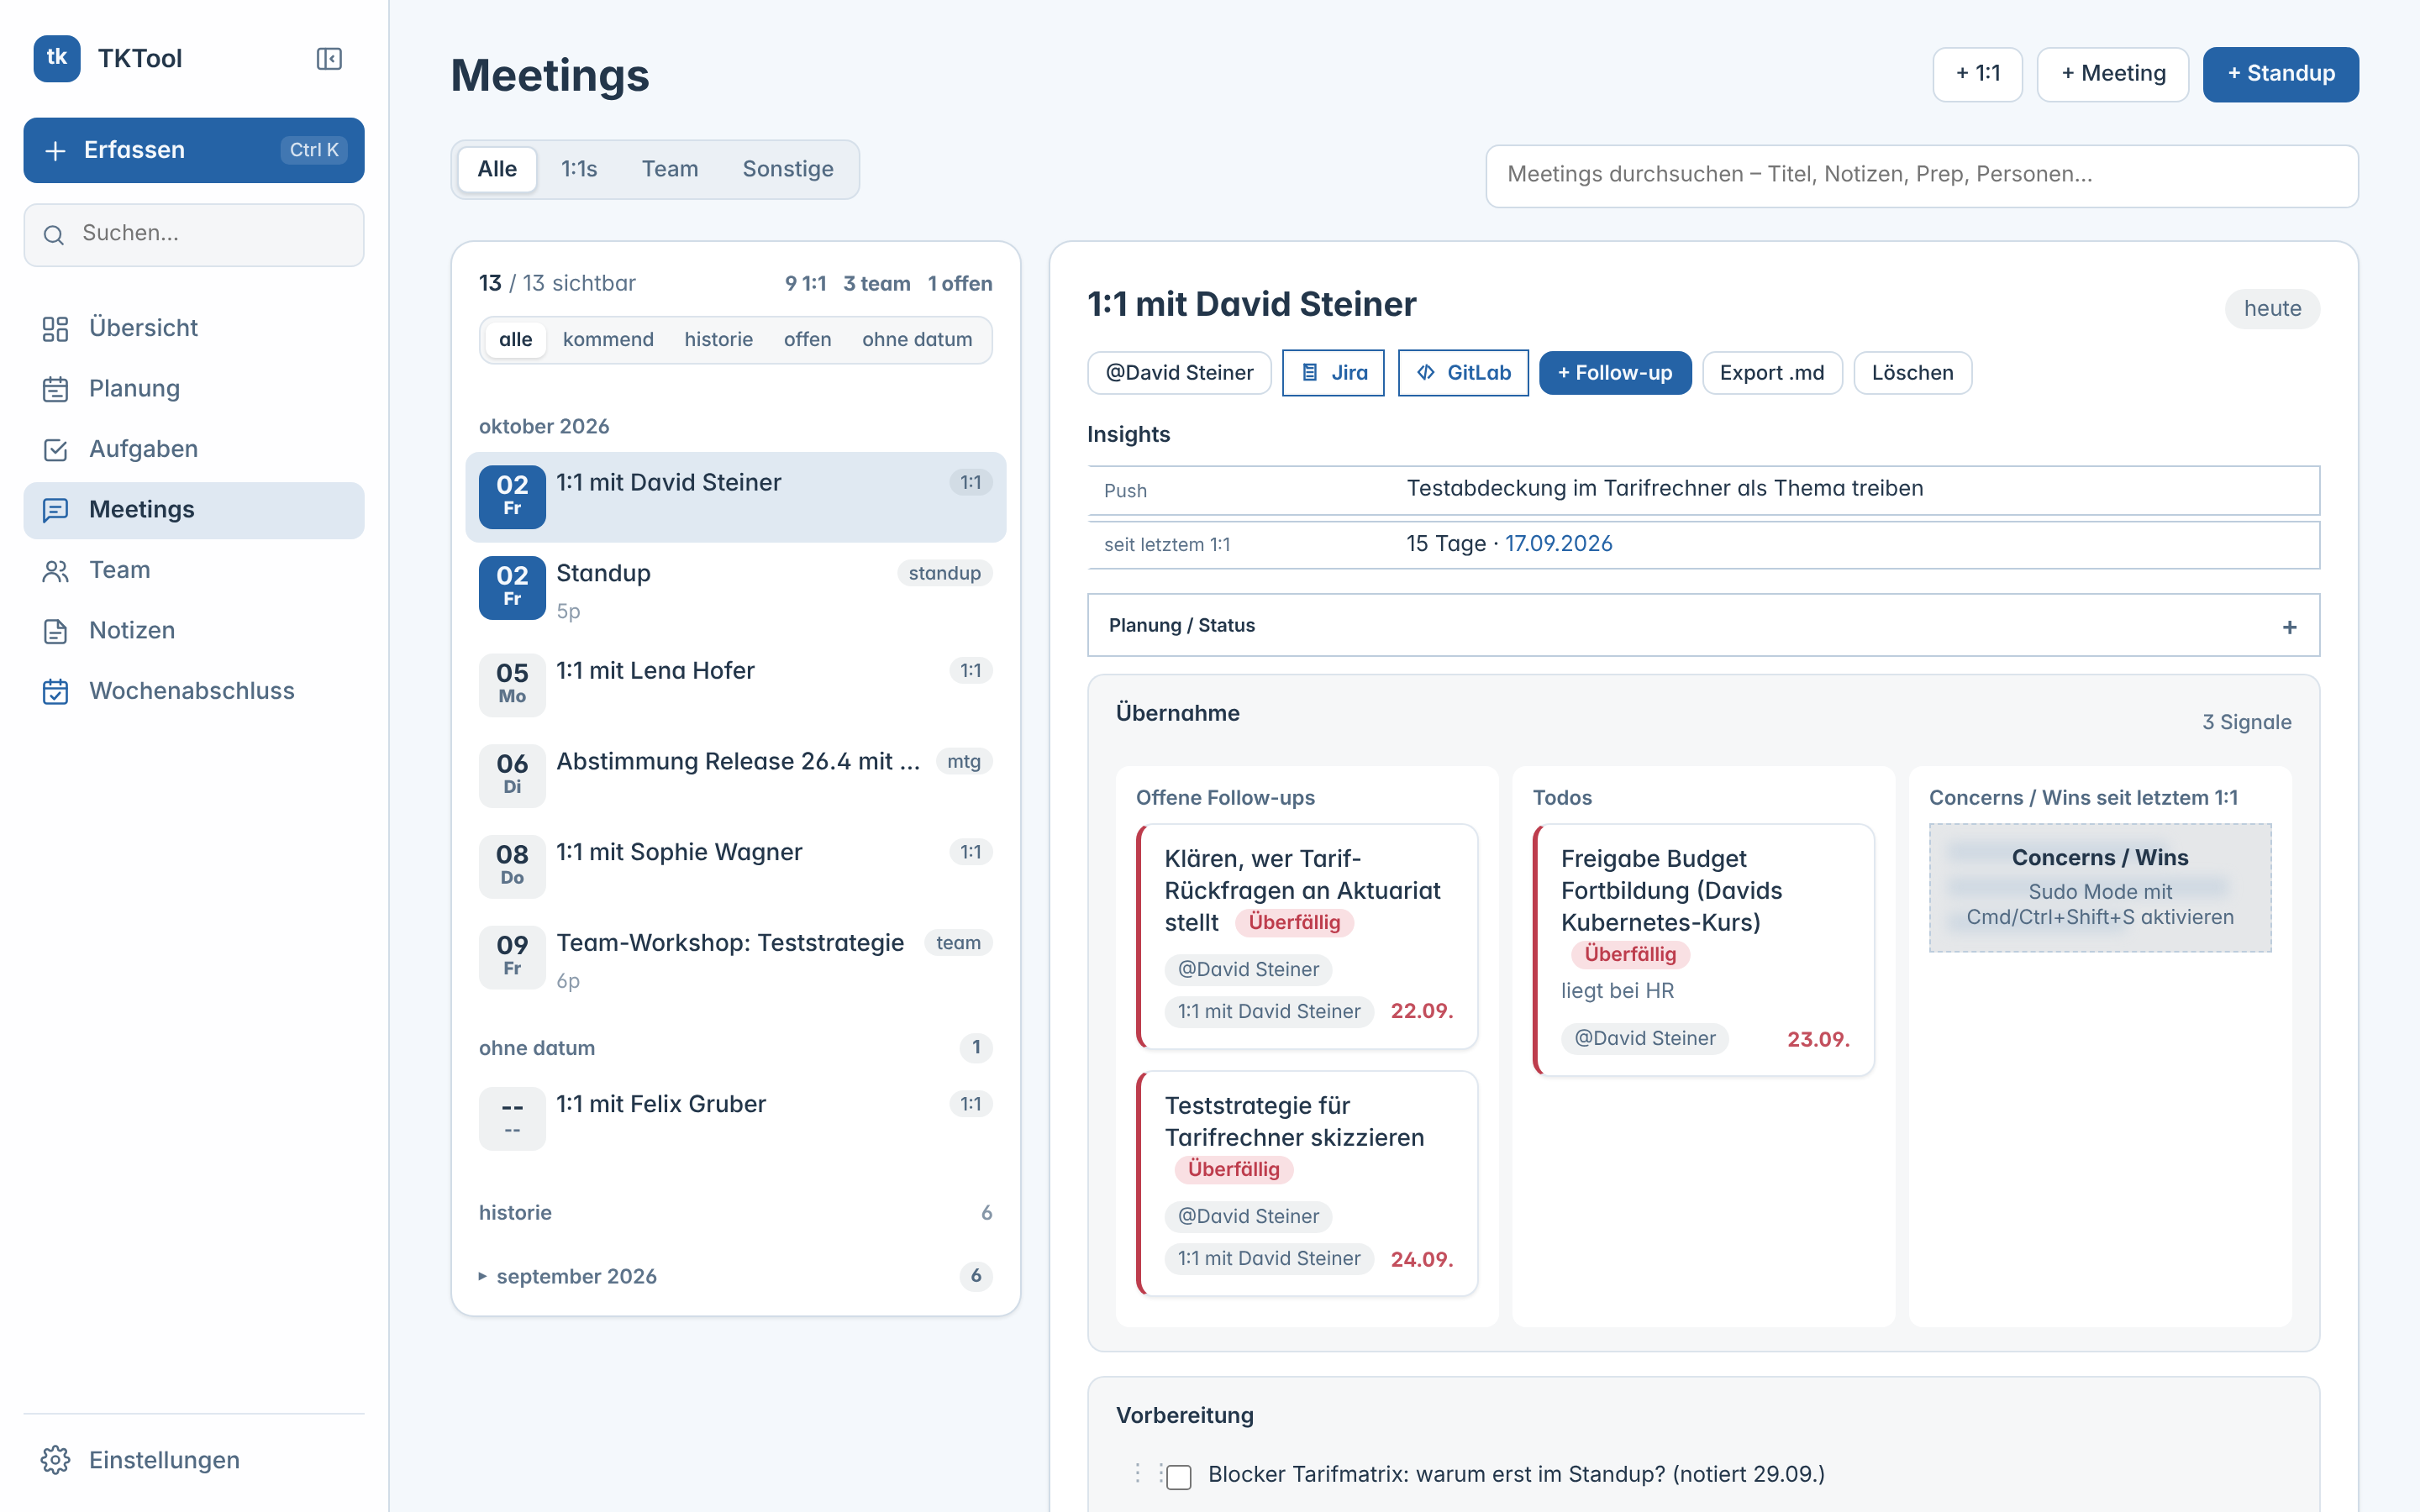 tk TKTool
+ Erfassen Ctrl K
Suchen...
Übersicht
Planung
Aufgaben
Meetings
Team
Notizen
Wochenabschluss
Einstellungen
Meetings
+ 1:1 + Meeting + Standup
Alle 1:1s Team Sonstige
Meetings durchsuchen – Titel, Notizen, Prep, Personen...
13 / 13 sichtbar 9 1:1 3 team 1 offen
alle kommend historie offen ohne datum
oktober 2026
02 Fr 1:1 mit David Steiner 1:1
02 Fr Standup standup
5p
05 Mo 1:1 mit Lena Hofer 1:1
06 Di Abstimmung Release 26.4 mit ... mtg
08 Do 1:1 mit Sophie Wagner 1:1
09 Fr Team-Workshop: Teststrategie team
6p
ohne datum 1
-- -- 1:1 mit Felix Gruber 1:1
historie 6
september 2026 6
1:1 mit David Steiner heute
@David Steiner Jira GitLab + Follow-up Export .md Löschen
Insights
Push Testabdeckung im Tarifrechner als Thema treiben
seit letztem 1:1 15 Tage · 17.09.2026
Planung / Status +
Übernahme 3 Signale
Offene Follow-ups
Klären, wer Tarif-
Rückfragen an Aktuariat
stellt Überfällig
@David Steiner
1:1 mit David Steiner 22.09.
Teststrategie für
Tarifrechner skizzieren
Überfällig
@David Steiner
1:1 mit David Steiner 24.09.
Todos
Freigabe Budget
Fortbildung (Davids
Kubernetes-Kurs)
Überfällig
liegt bei HR
@David Steiner 23.09.
Concerns / Wins seit letztem 1:1
Concerns / Wins
Sudo Mode mit
Cmd/Ctrl+Shift+S aktivieren
Vorbereitung
Blocker Tarifmatrix: warum erst im Standup? (notiert 29.09.)